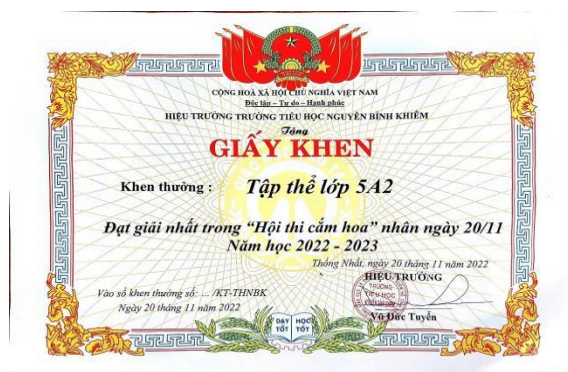 CỘNG HOÀ XÃ HỘI CHỦ NGHĨA VIỆT NAM
Độc lập – Tự do – Hạnh phúc
HIỆU TRƯỞNG TRƯỜNG TIỂU HỌC NGUYỄN BỈNH KHIÊM
Tặng
GIẤY KHEN
Khen thưởng : Tập thể lớp 5A2
Đạt giải nhất trong “Hội thi cắm hoa” nhân ngày 20/11
Năm học 2022 - 2023
Thống Nhất, ngày 20 tháng 11 năm 2022
HIỆU TRƯỞNG
TRƯỜNG
TIỂU HỌC
Vào sổ khen thưởng số: ... /KT-THNBK
Ngày 20 tháng 11 năm 2022
Võ Đức Tuyển
DẠY TỐT HỌC TỐT